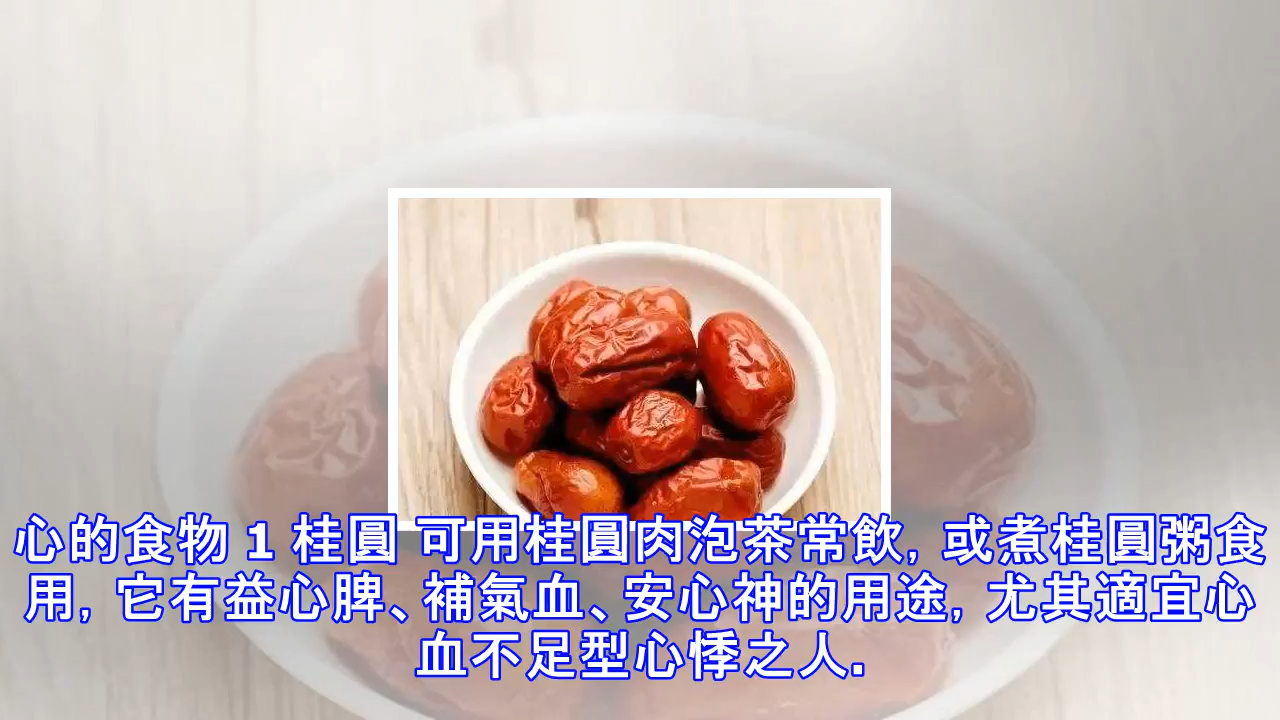 心的食物 1 桂圓 可用桂圓肉泡茶常飲, 或煮桂圓粥食
用, 它有益心脾、補氣血、安心神的用途, 尤其適宜心
血不足型心悸之人.